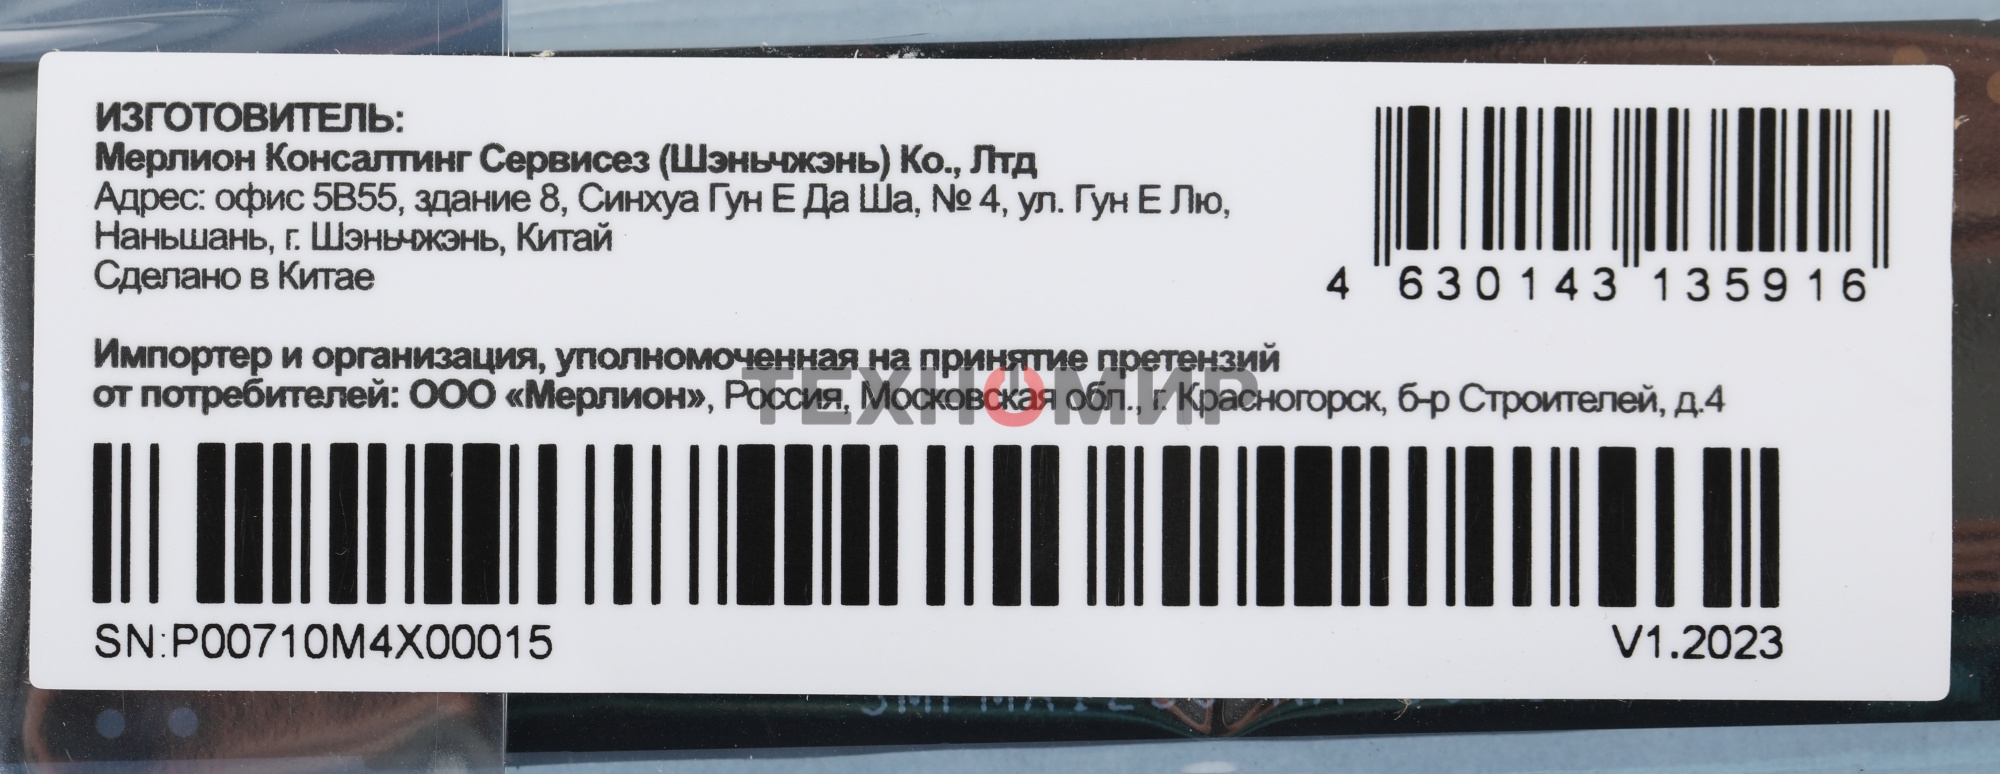 ИЗГОТОВИТЕЛЬ:
Мерлион Консалтинг Сервисез (Шэньчжэнь) Ко., Лтд
Адрес: офис 5В55, здание 8, Синхуа Гун Е Да Ша, № 4, ул. Гун Е Лю,
Наньшань, г. Шэньчжэнь, Китай
Сделано в Китае
4 630143 135916
Импортер и организация, уполномоченная на принятие претензий
от потребителей: ООО «Мерлион», Россия, Московская обл., г. Красногорск, б-р Строителей, д.4
ТЕХНОМИР
SN:P00710M4X00015
V1.2023